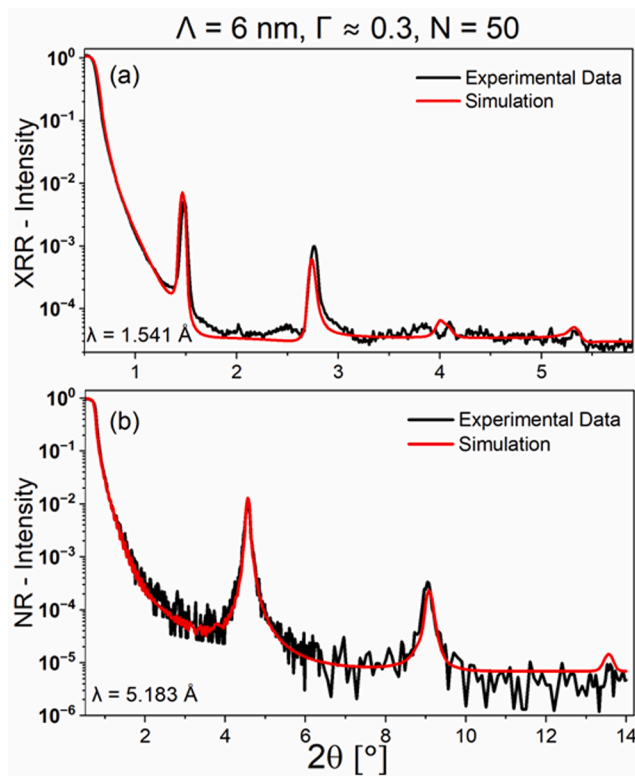 Λ = 6 nm, Γ ≈ 0.3, N = 50
(a)
Experimental Data
Simulation
XRR - Intensity
10⁰
10⁻¹
10⁻²
10⁻³
10⁻⁴
λ = 1.541 Å
1 2 3 4 5
(b)
Experimental Data
Simulation
NR - Intensity
10⁰
10⁻¹
10⁻²
10⁻³
10⁻⁴
10⁻⁵
10⁻⁶
λ = 5.183 Å
2 4 6 8 10 12 14
2θ [°]